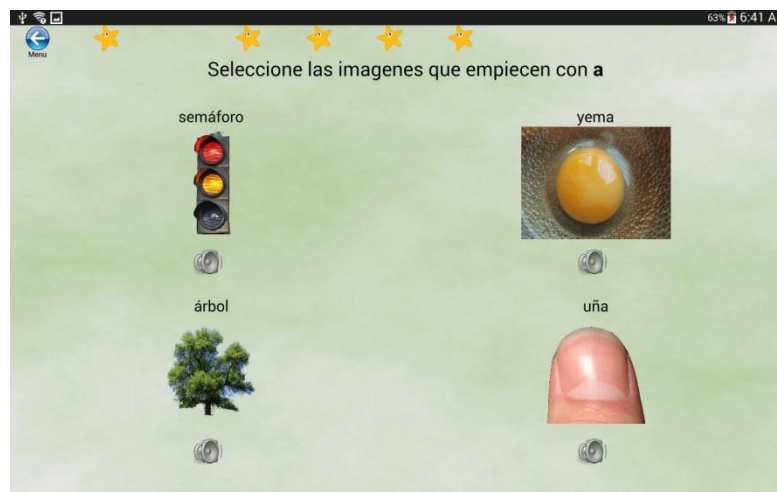 63% 6:41 A
Menu
Seleccione las imagenes que empiecen con a
semáforo
yema
árbol
uña